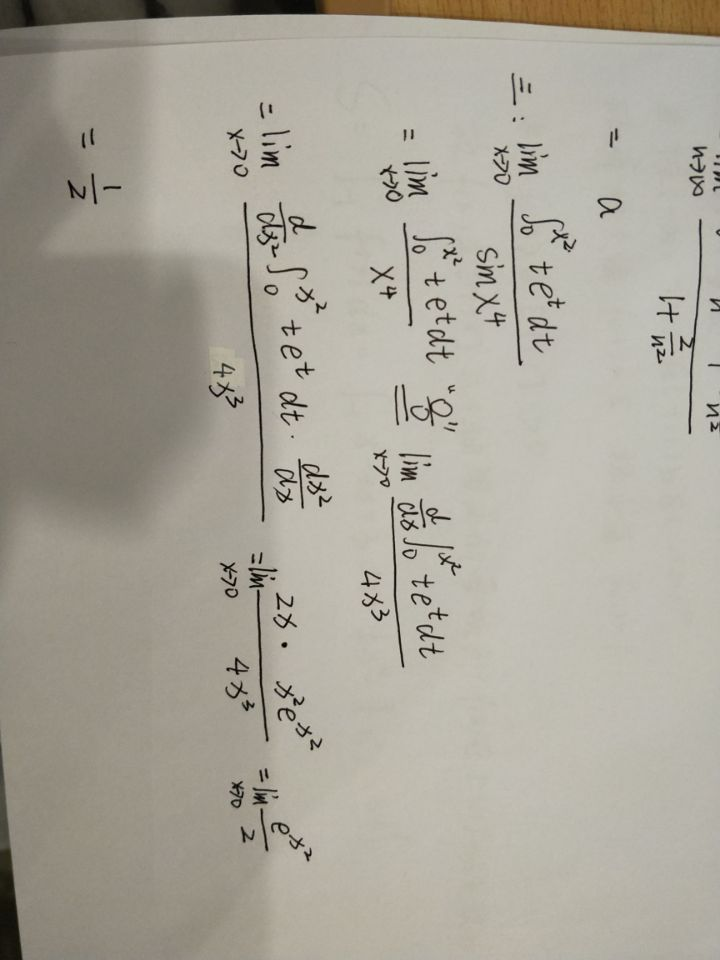 lim n→∞ 1+ 2/n²
= a
三: lim x→0 ∫₀^x² te^t dt / sin x⁴
= lim x→0 ∫₀^x² te^t dt / x⁴ "0/0" = lim x→0 d/dx ∫₀^x² te^t dt / 4x³
= lim x→0 d/dx² ∫₀^x² te^t dt · dx²/dx / 4x³ = lim x→0 2x · x²e^x² / 4x³ = lim x→0 e^x² / 2
= 1/2